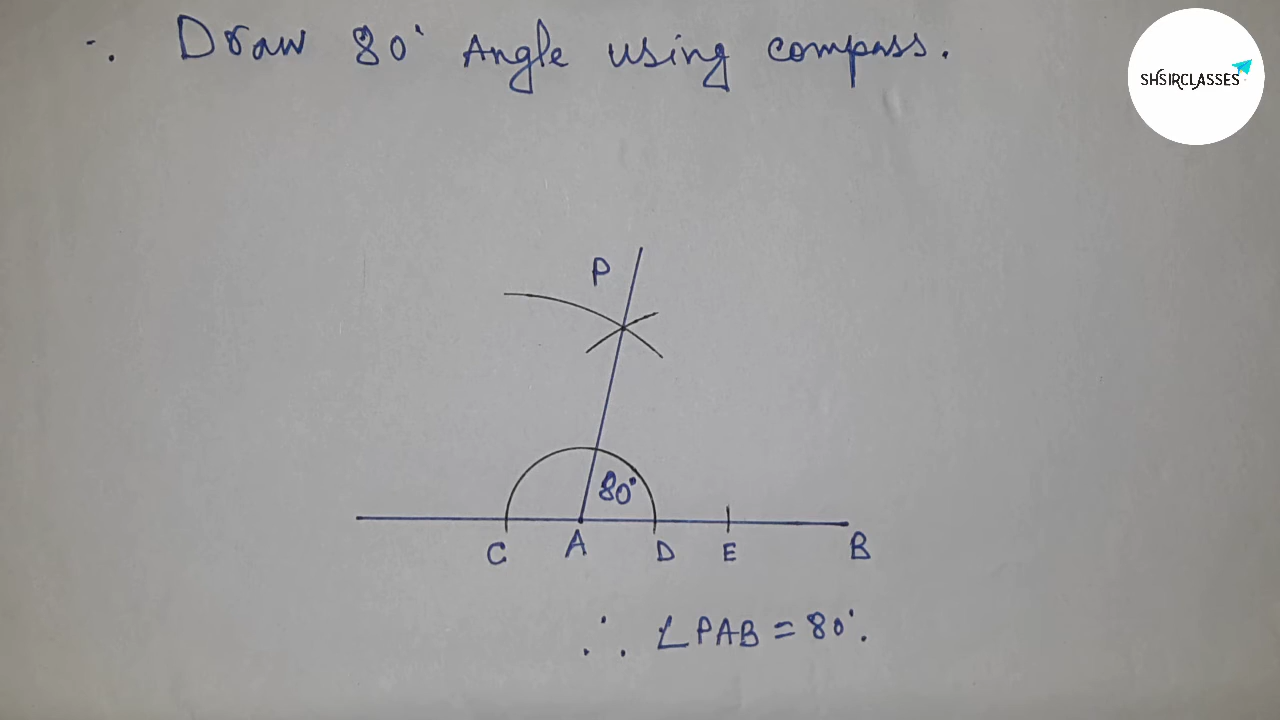 ∴ Draw 80° Angle using compass.
SHSIRCLASSES
P
80°
C A D E B
∴ ∠PAB = 80°.